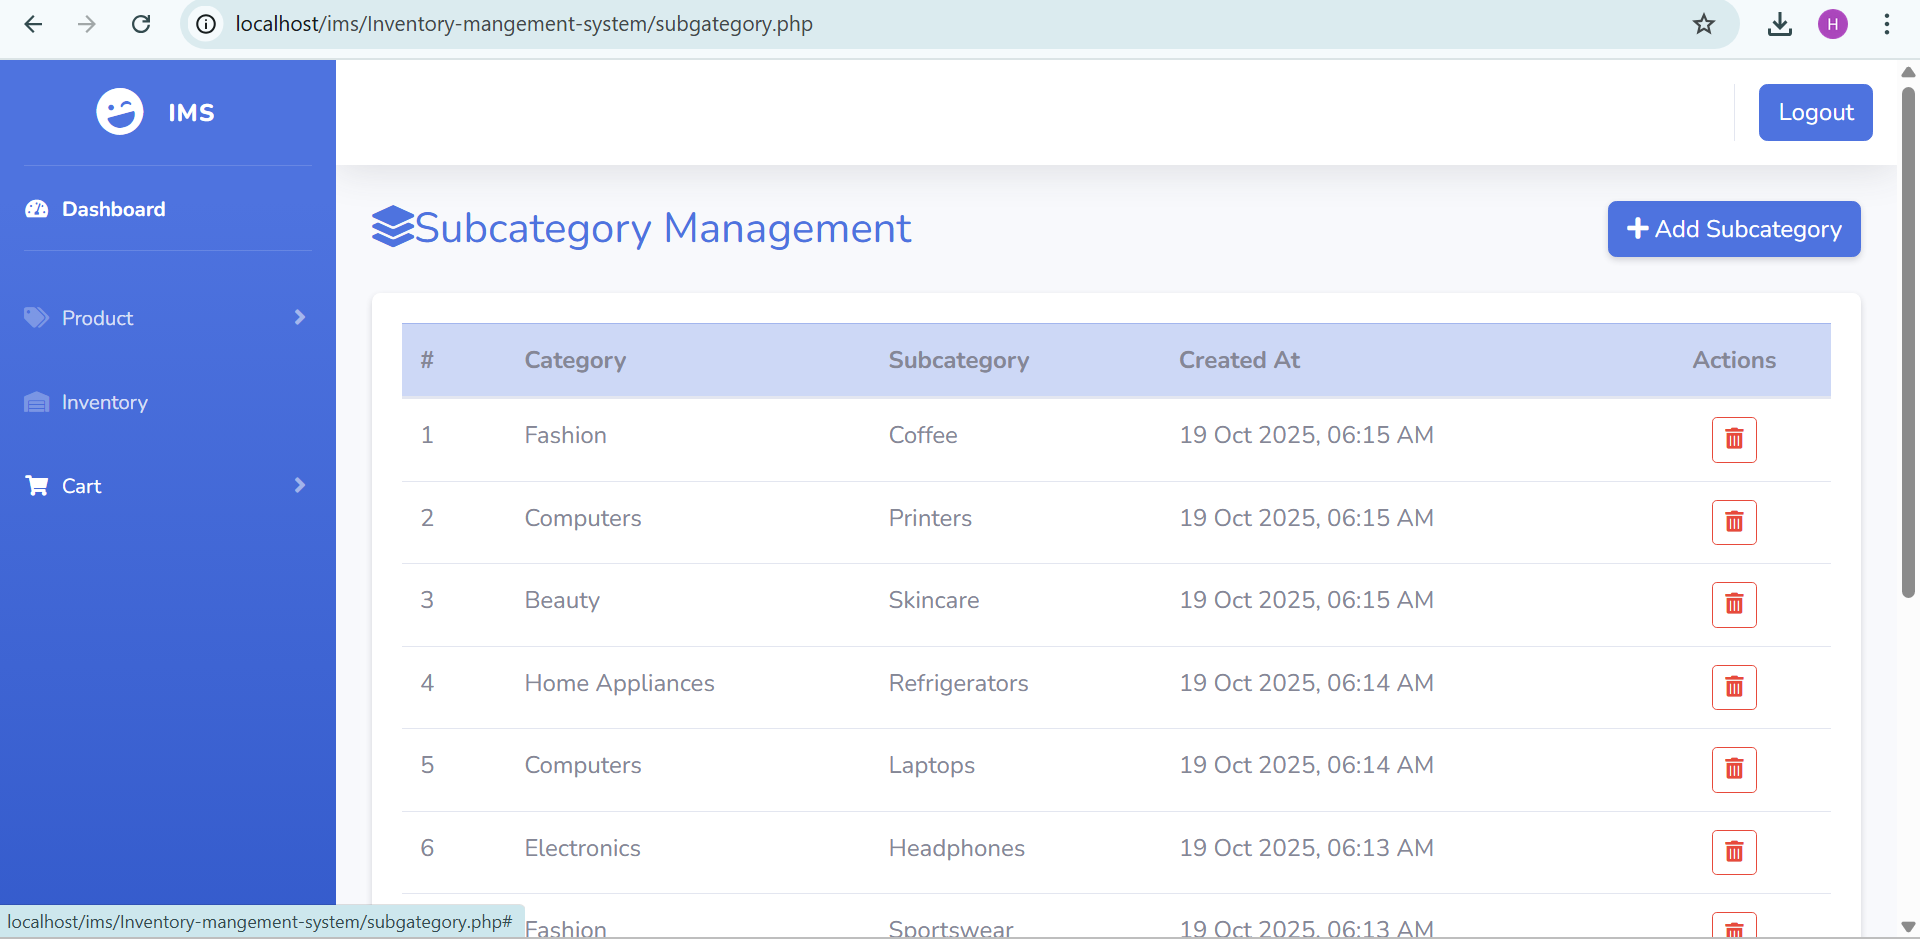 localhost/ims/Inventory-mangement-system/subgategory.php
H
IMS
Logout
Dashboard
Product
Inventory
Cart
Subcategory Management
Add Subcategory
# Category Subcategory Created At Actions
1 Fashion Coffee 19 Oct 2025, 06:15 AM
2 Computers Printers 19 Oct 2025, 06:15 AM
3 Beauty Skincare 19 Oct 2025, 06:15 AM
4 Home Appliances Refrigerators 19 Oct 2025, 06:14 AM
5 Computers Laptops 19 Oct 2025, 06:14 AM
6 Electronics Headphones 19 Oct 2025, 06:13 AM
Fashion Sportswear 19 Oct 2025, 06:13 AM
localhost/ims/Inventory-mangement-system/subgategory.php#